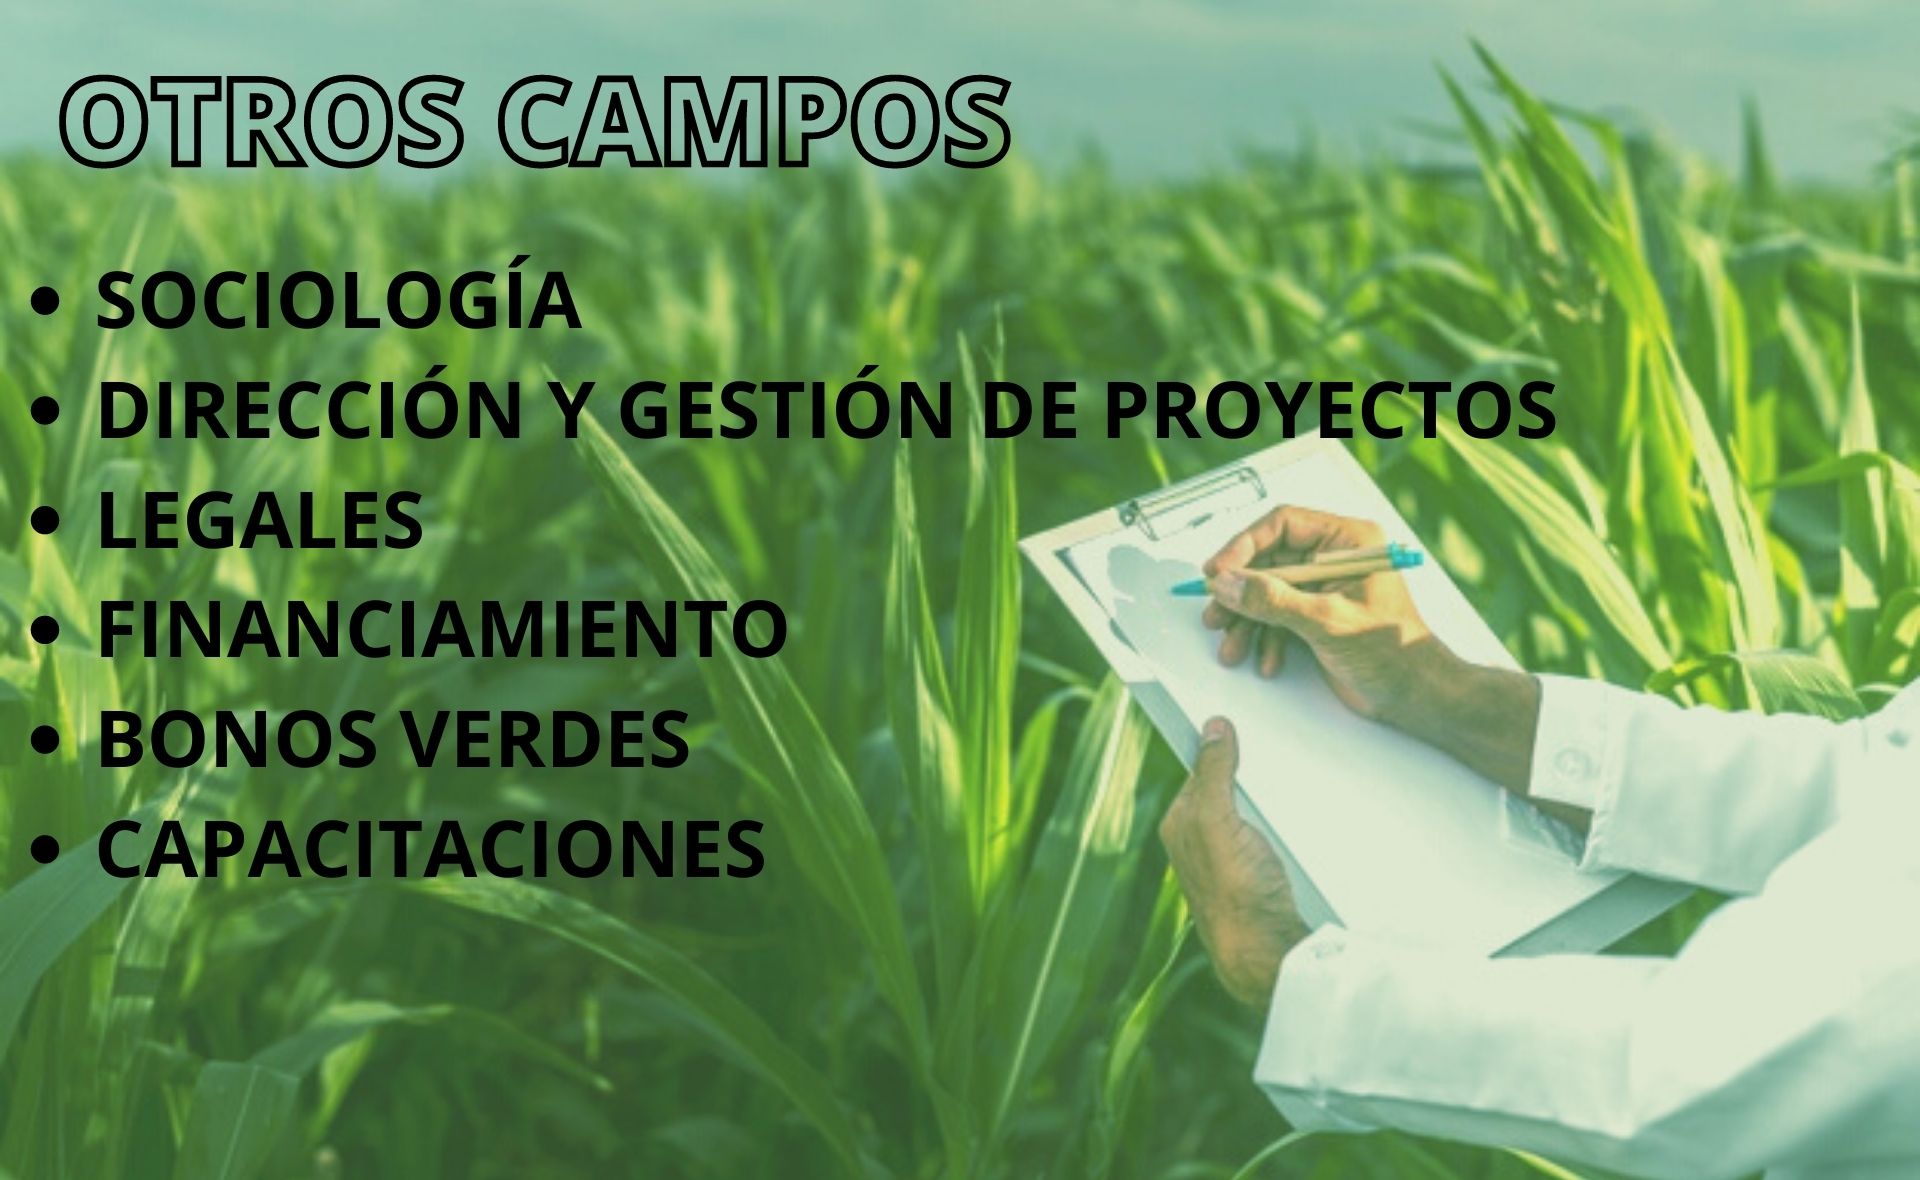 OTROS CAMPOS
• SOCIOLOGÍA
• DIRECCIÓN Y GESTIÓN DE PROYECTOS
• LEGALES
• FINANCIAMIENTO
• BONOS VERDES
• CAPACITACIONES